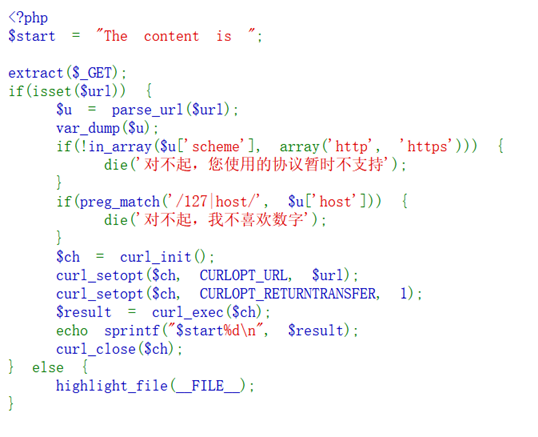 <?php
$start = "The content is ";

extract($_GET);
if(isset($url)) {
      $u = parse_url($url);
      var_dump($u);
      if(!in_array($u['scheme'], array('http', 'https'))) {
            die('对不起，您使用的协议暂时不支持');
      }
      if(preg_match('/127|host/', $u['host'])) {
            die('对不起，我不喜欢数字');
      }
      $ch = curl_init();
      curl_setopt($ch, CURLOPT_URL, $url);
      curl_setopt($ch, CURLOPT_RETURNTRANSFER, 1);
      $result = curl_exec($ch);
      echo sprintf("$start%d\n", $result);
      curl_close($ch);
} else {
      highlight_file(__FILE__);
}